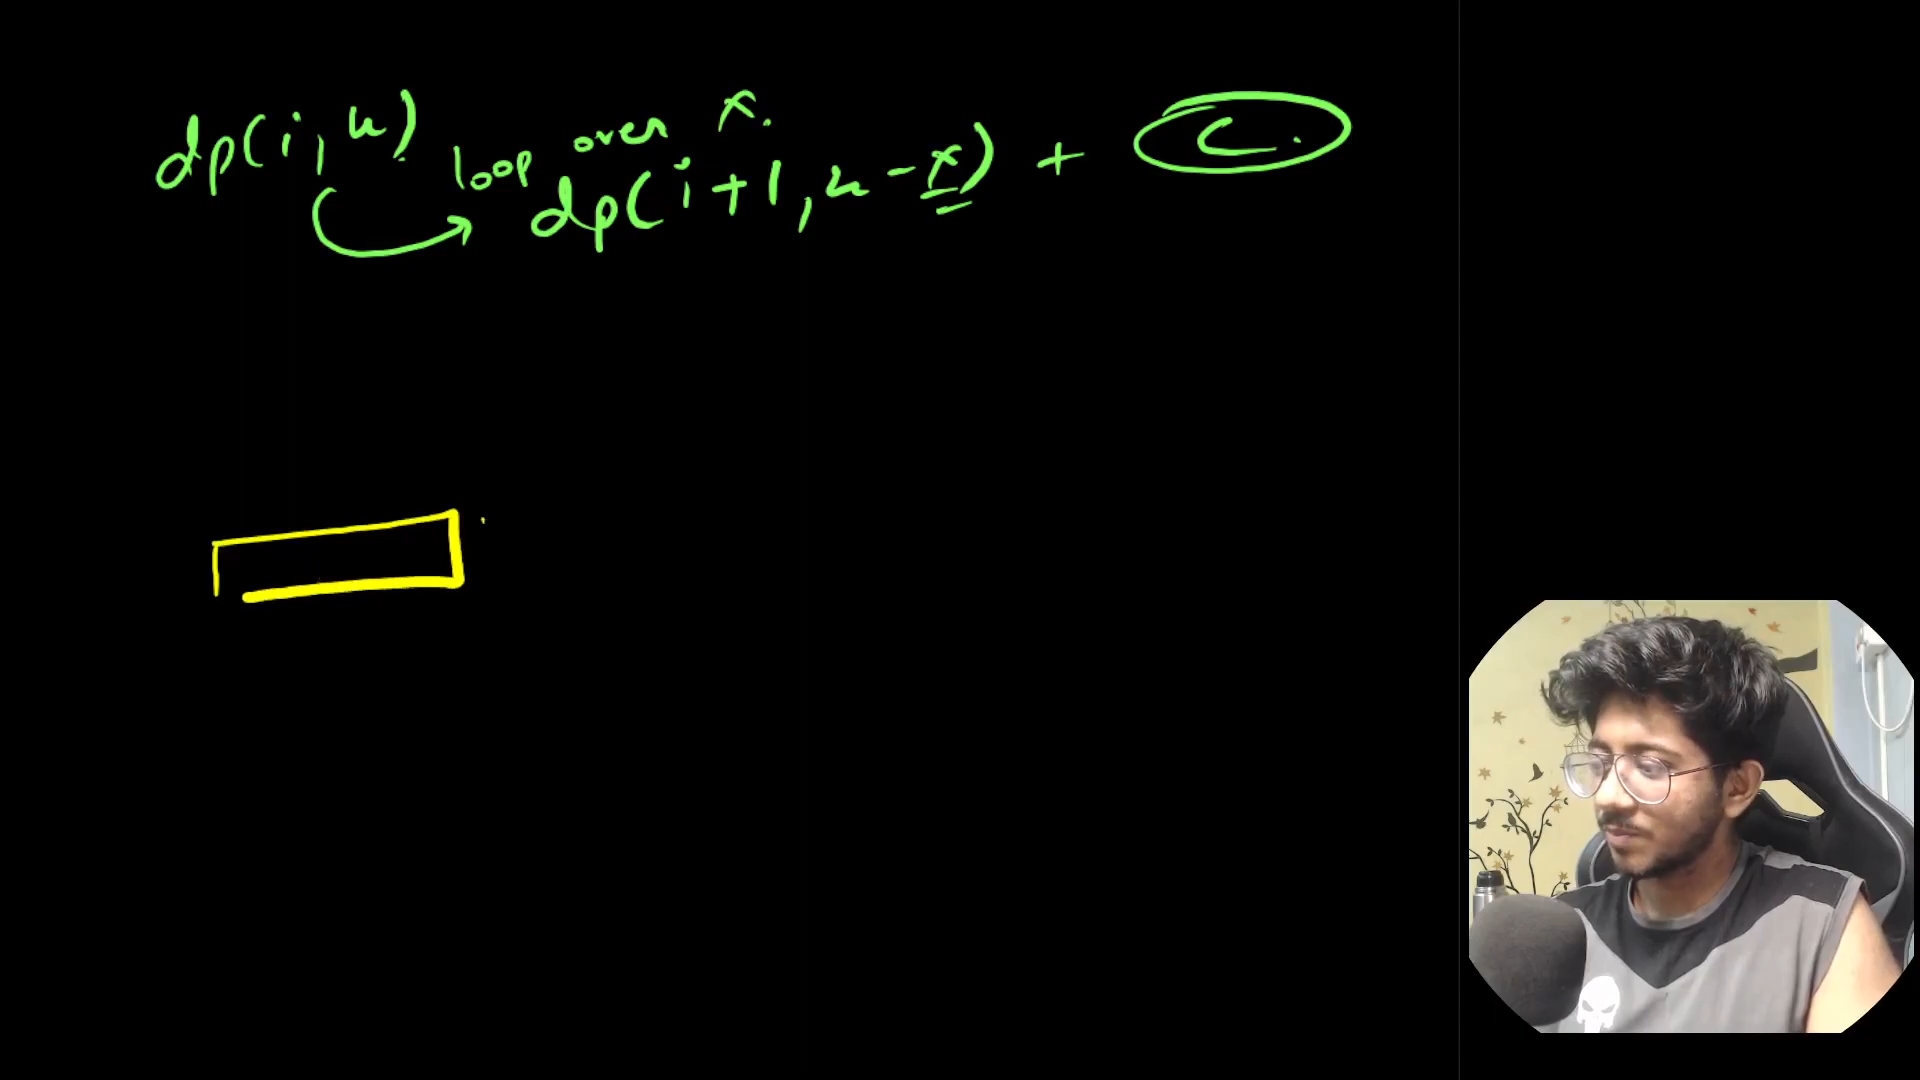 dp(i, k) loop over x.
dp(i+1, k-x) + C.